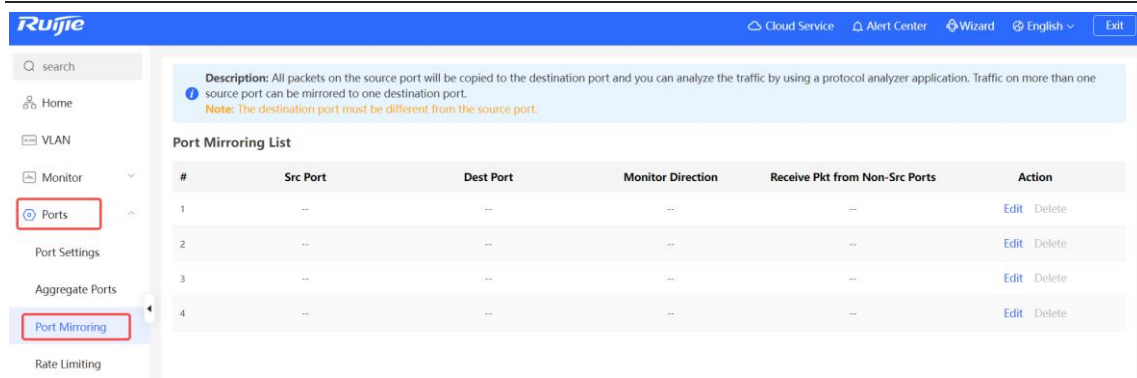 Ruijie
Cloud Service
Alert Center
Wizard
English
Exit
search
Home
VLAN
Monitor
Ports
Port Settings
Aggregate Ports
Port Mirroring
Rate Limiting
Description: All packets on the source port will be copied to the destination port and you can analyze the traffic by using a protocol analyzer application. Traffic on more than one
source port can be mirrored to one destination port.
Note: The destination port must be different from the source port.
Port Mirroring List
# Src Port Dest Port Monitor Direction Receive Pkt from Non-Src Ports Action
1 -- -- -- -- Edit Delete
2 -- -- -- -- Edit Delete
3 -- -- -- -- Edit Delete
4 -- -- -- -- Edit Delete